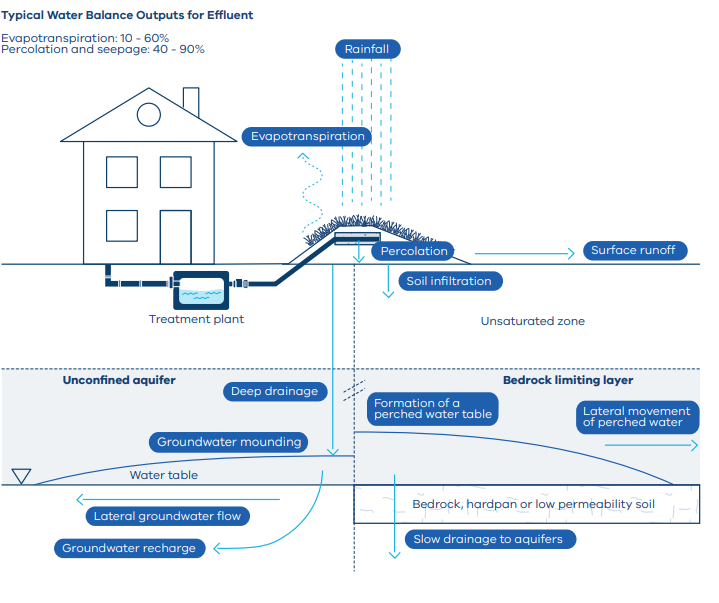 Typical Water Balance Outputs for Effluent
Evapotranspiration: 10 - 60%
Percolation and seepage: 40 - 90%
Rainfall
Evapotranspiration
Percolation
Surface runoff
Soil infiltration
Treatment plant
Unsaturated zone
Unconfined aquifer
Bedrock limiting layer
Deep drainage
Formation of a
perched water table
Lateral movement
of perched water
Groundwater mounding
Water table
Bedrock, hardpan or low permeability soil
Lateral groundwater flow
Groundwater recharge
Slow drainage to aquifers